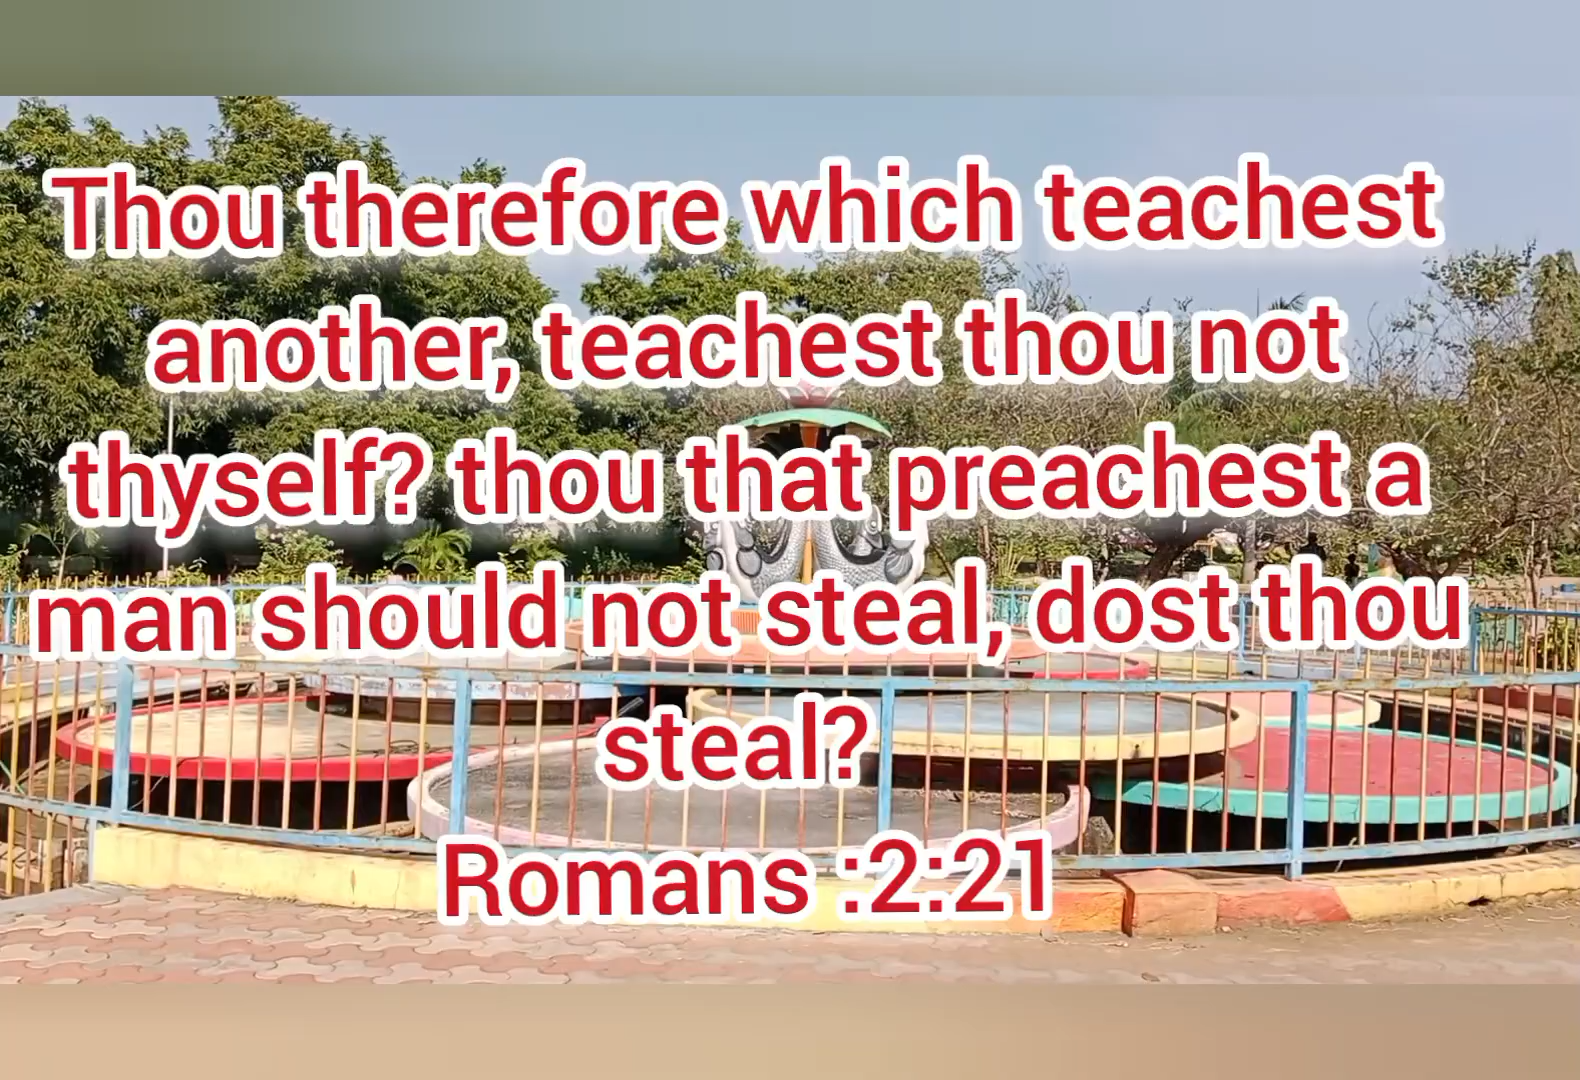 Thou therefore which teachest
another, teachest thou not
thyself? thou that preachest a
man should not steal, dost thou
steal?
Romans :2:21